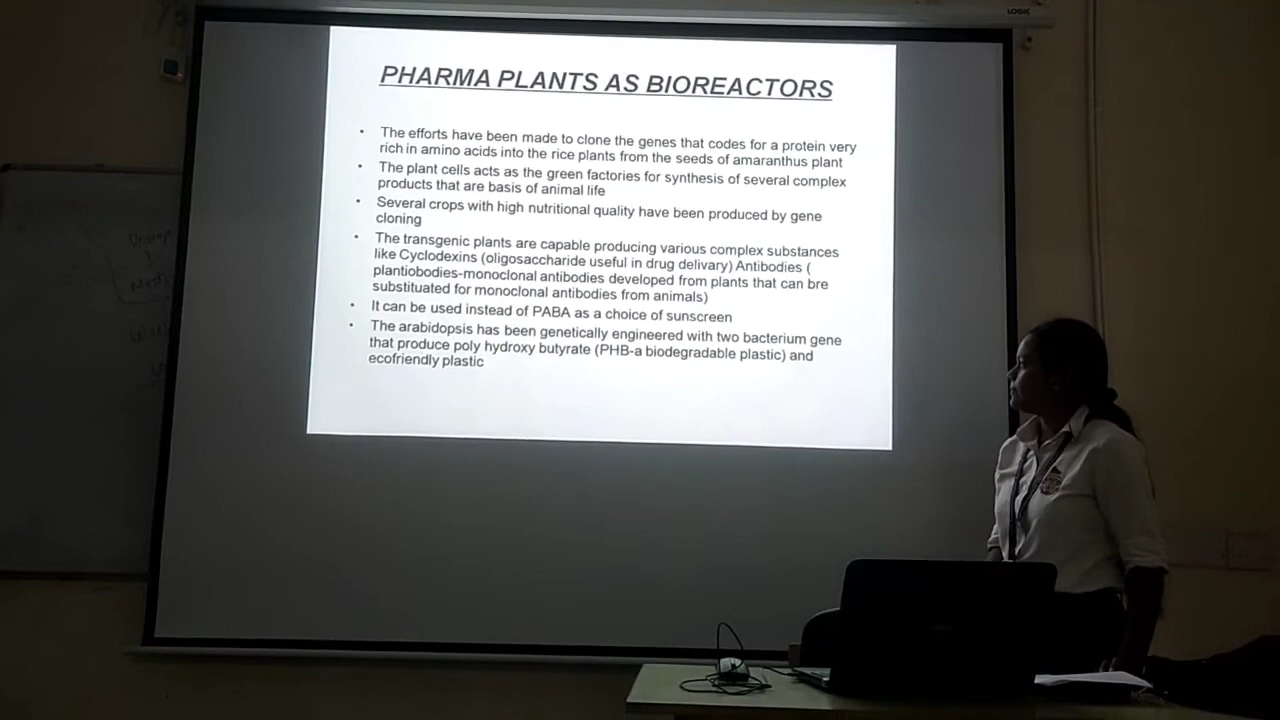 LOGIC
PHARMA PLANTS AS BIOREACTORS
• The efforts have been made to clone the genes that codes for a protein very
rich in amino acids into the rice plants from the seeds of amaranthus plant
• The plant cells acts as the green factories for synthesis of several complex
products that are basis of animal life
• Several crops with high nutritional quality have been produced by gene
cloning
• The transgenic plants are capable producing various complex substances
like Cyclodexins (oligosaccharide useful in drug delivary) Antibodies (
plantiobodies-monoclonal antibodies developed from plants that can bre
substituated for monoclonal antibodies from animals)
• It can be used instead of PABA as a choice of sunscreen
• The arabidopsis has been genetically engineered with two bacterium gene
that produce poly hydroxy butyrate (PHB-a biodegradable plastic) and
ecofriendly plastic